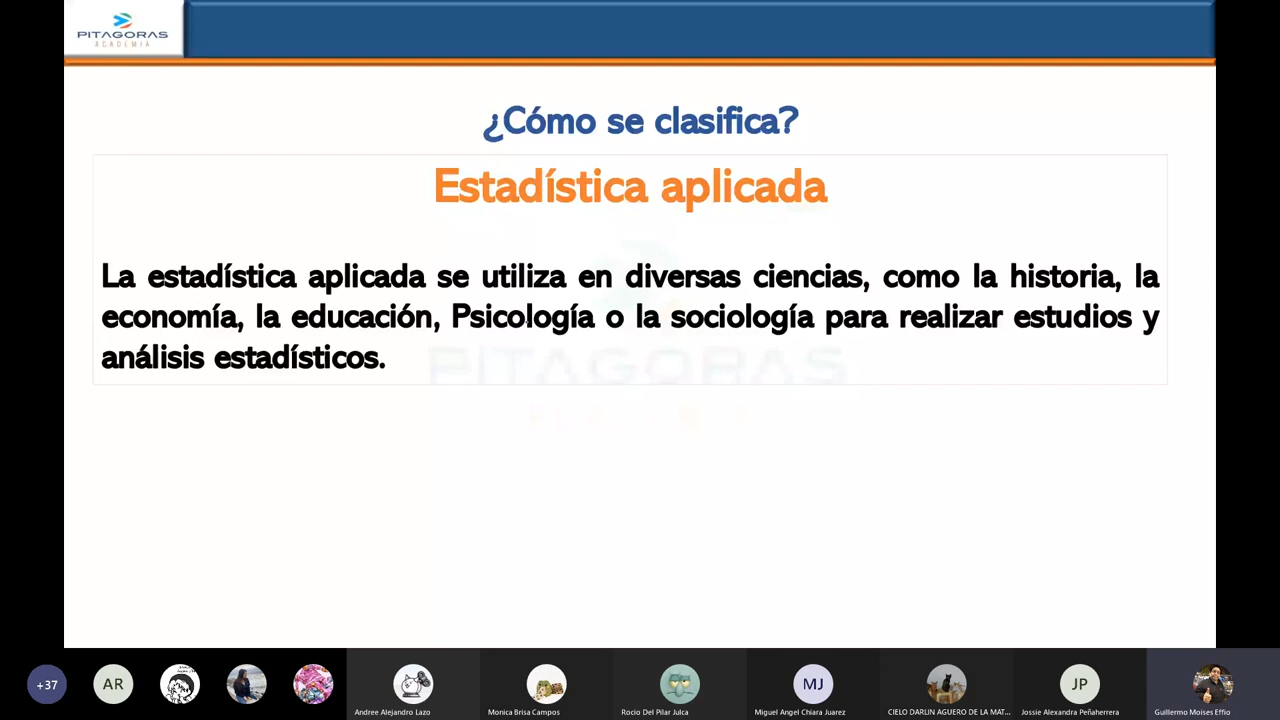 PITAGORAS
ACADEMIA
¿Cómo se clasifica?
Estadística aplicada
La estadística aplicada se utiliza en diversas ciencias, como la historia, la
economía, la educación, Psicología o la sociología para realizar estudios y
análisis estadísticos.
PITAGORAS
+37
AR
MJ
JP
Andree Alejandro Lazo
Monica Brisa Campos
Rocio Del Pilar Julca
Miguel Angel Chiara Juarez
CIELO DARLIN AGUERO DE LA MAT...
Jossie Alexandra Peñaherrera
Guillermo Moises Effio